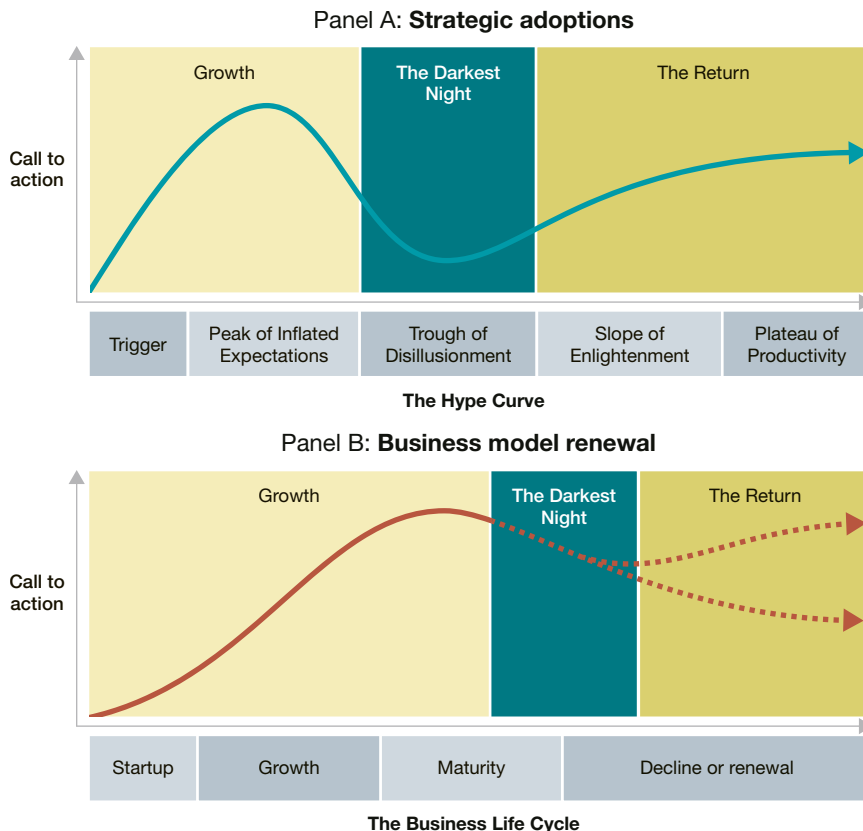 Panel A: Strategic adoptions
Growth
The Darkest
Night
The Return
Call to
action
Trigger
Peak of Inflated
Expectations
Trough of
Disillusionment
Slope of
Enlightenment
Plateau of
Productivity
The Hype Curve
Panel B: Business model renewal
Growth
The Darkest
Night
The Return
Call to
action
Startup
Growth
Maturity
Decline or renewal
The Business Life Cycle